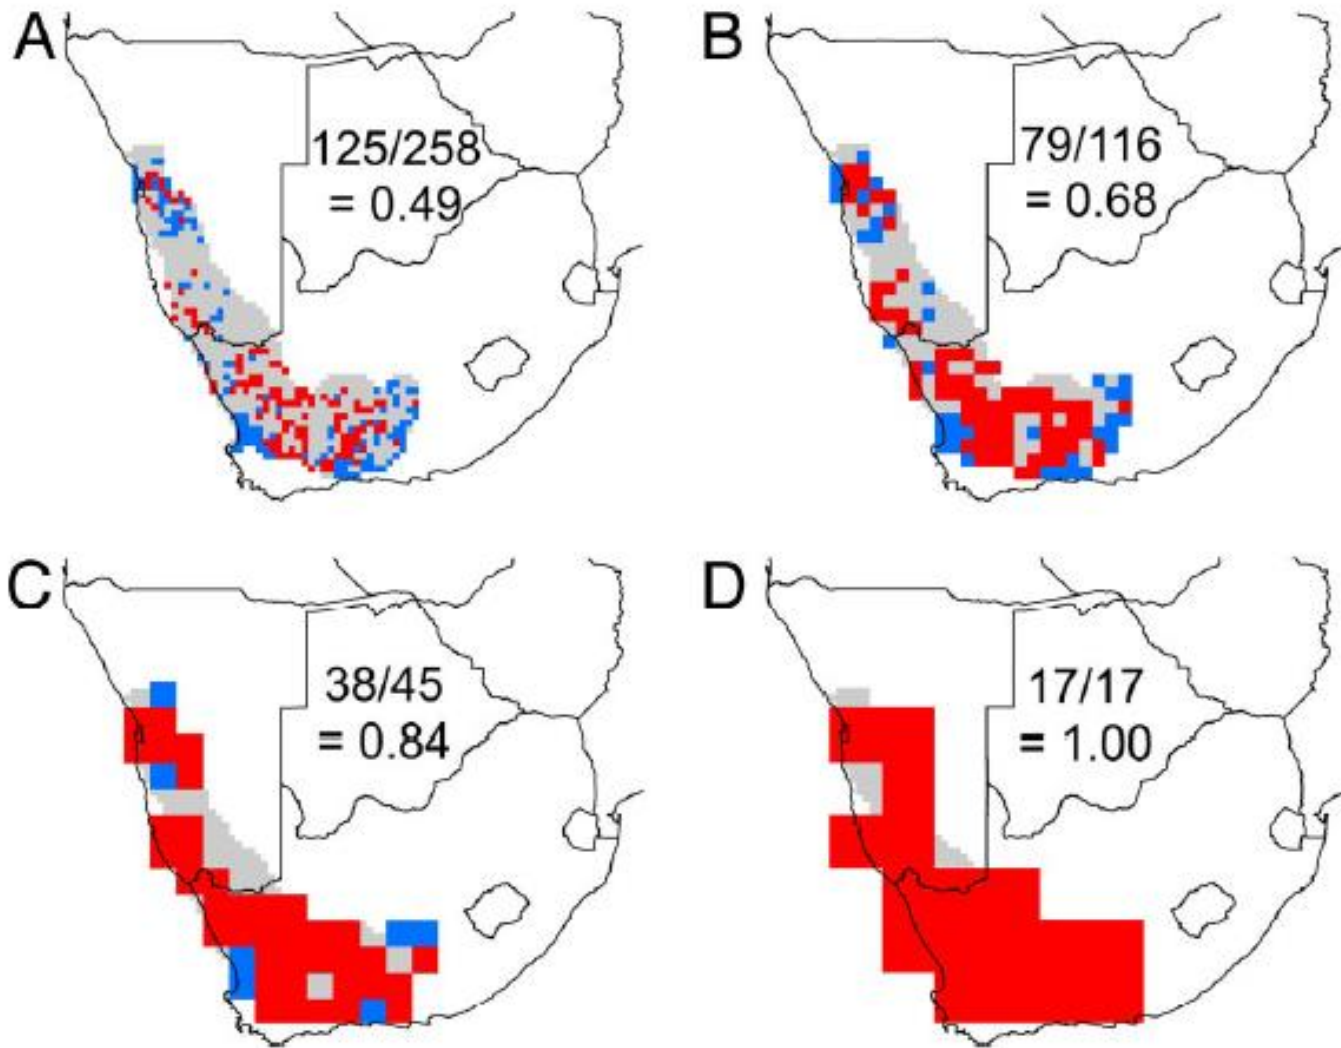 A
125/258
= 0.49
B
79/116
= 0.68
C
38/45
= 0.84
D
17/17
= 1.00